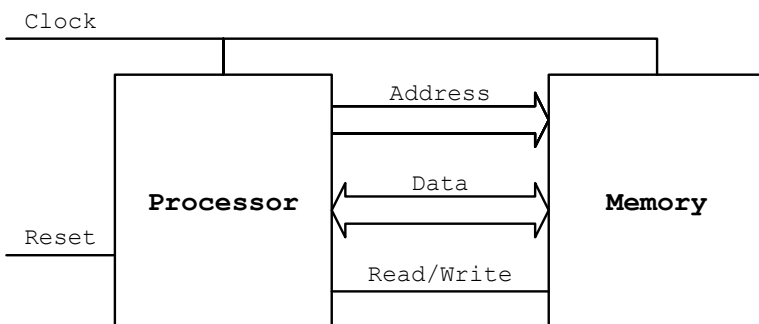 Clock
Address
Data
Processor
Memory
Reset
Read/Write